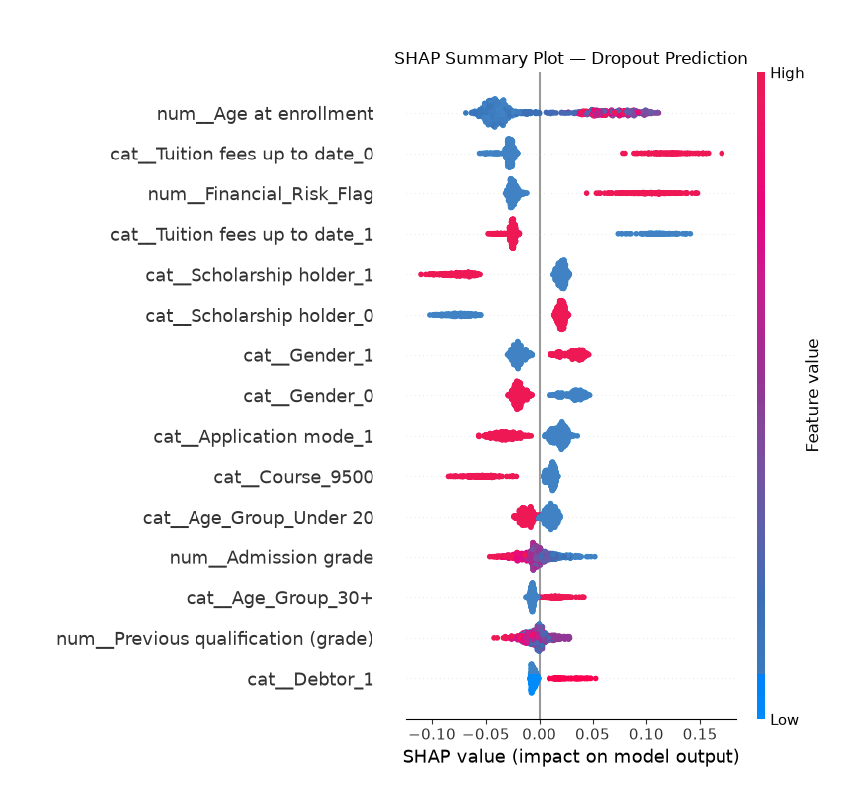 SHAP Summary Plot — Dropout Prediction
High
num__Age at enrollment
cat__Tuition fees up to date_0
num__Financial_Risk_Flag
cat__Tuition fees up to date_1
cat__Scholarship holder_1
cat__Scholarship holder_0
cat__Gender_1
cat__Gender_0
cat__Application mode_1
cat__Course_9500
cat__Age_Group_Under 20
num__Admission grade
cat__Age_Group_30+
num__Previous qualification (grade)
cat__Debtor_1
Feature value
Low
−0.10 −0.05 0.00 0.05 0.10 0.15
SHAP value (impact on model output)